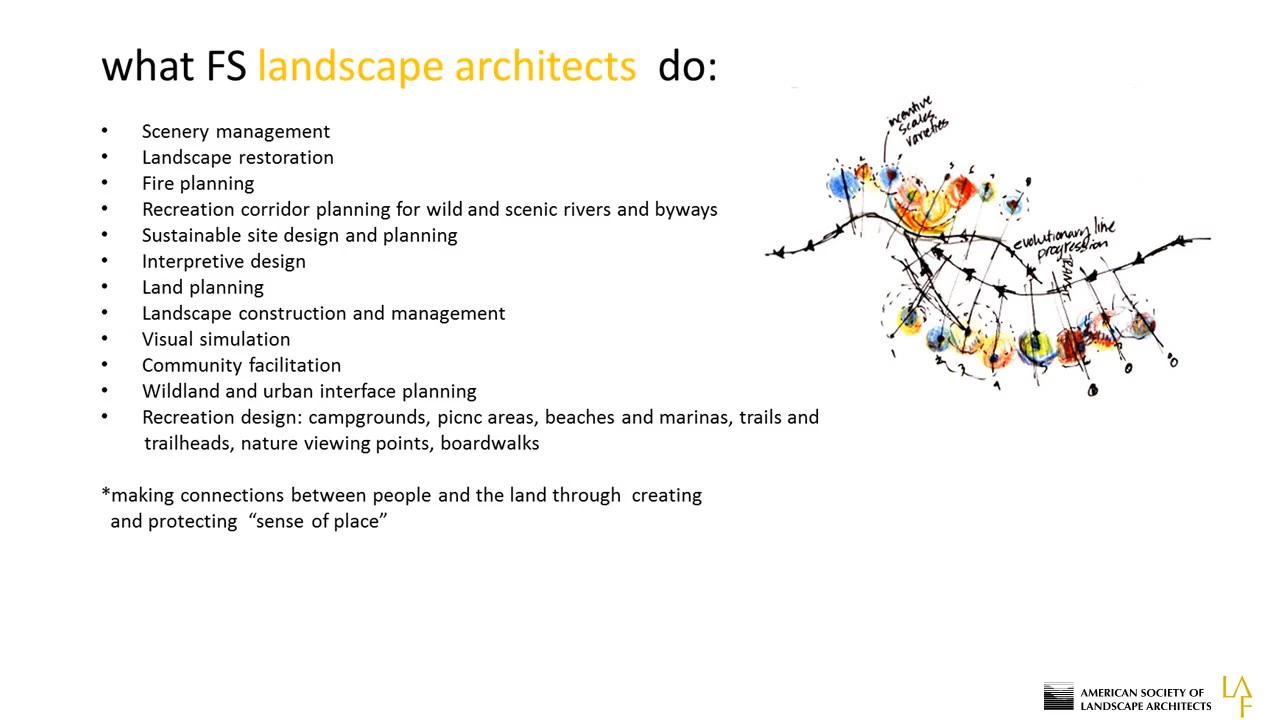 what FS landscape architects do:
• Scenery management
• Landscape restoration
• Fire planning
• Recreation corridor planning for wild and scenic rivers and byways
• Sustainable site design and planning
• Interpretive design
• Land planning
• Landscape construction and management
• Visual simulation
• Community facilitation
• Wildland and urban interface planning
• Recreation design: campgrounds, picnc areas, beaches and marinas, trails and
trailheads, nature viewing points, boardwalks
*making connections between people and the land through creating
and protecting “sense of place”
incentive
scales.
varieties
evolutionary line
progression
AMERICAN SOCIETY OF
LANDSCAPE ARCHITECTS
LAF